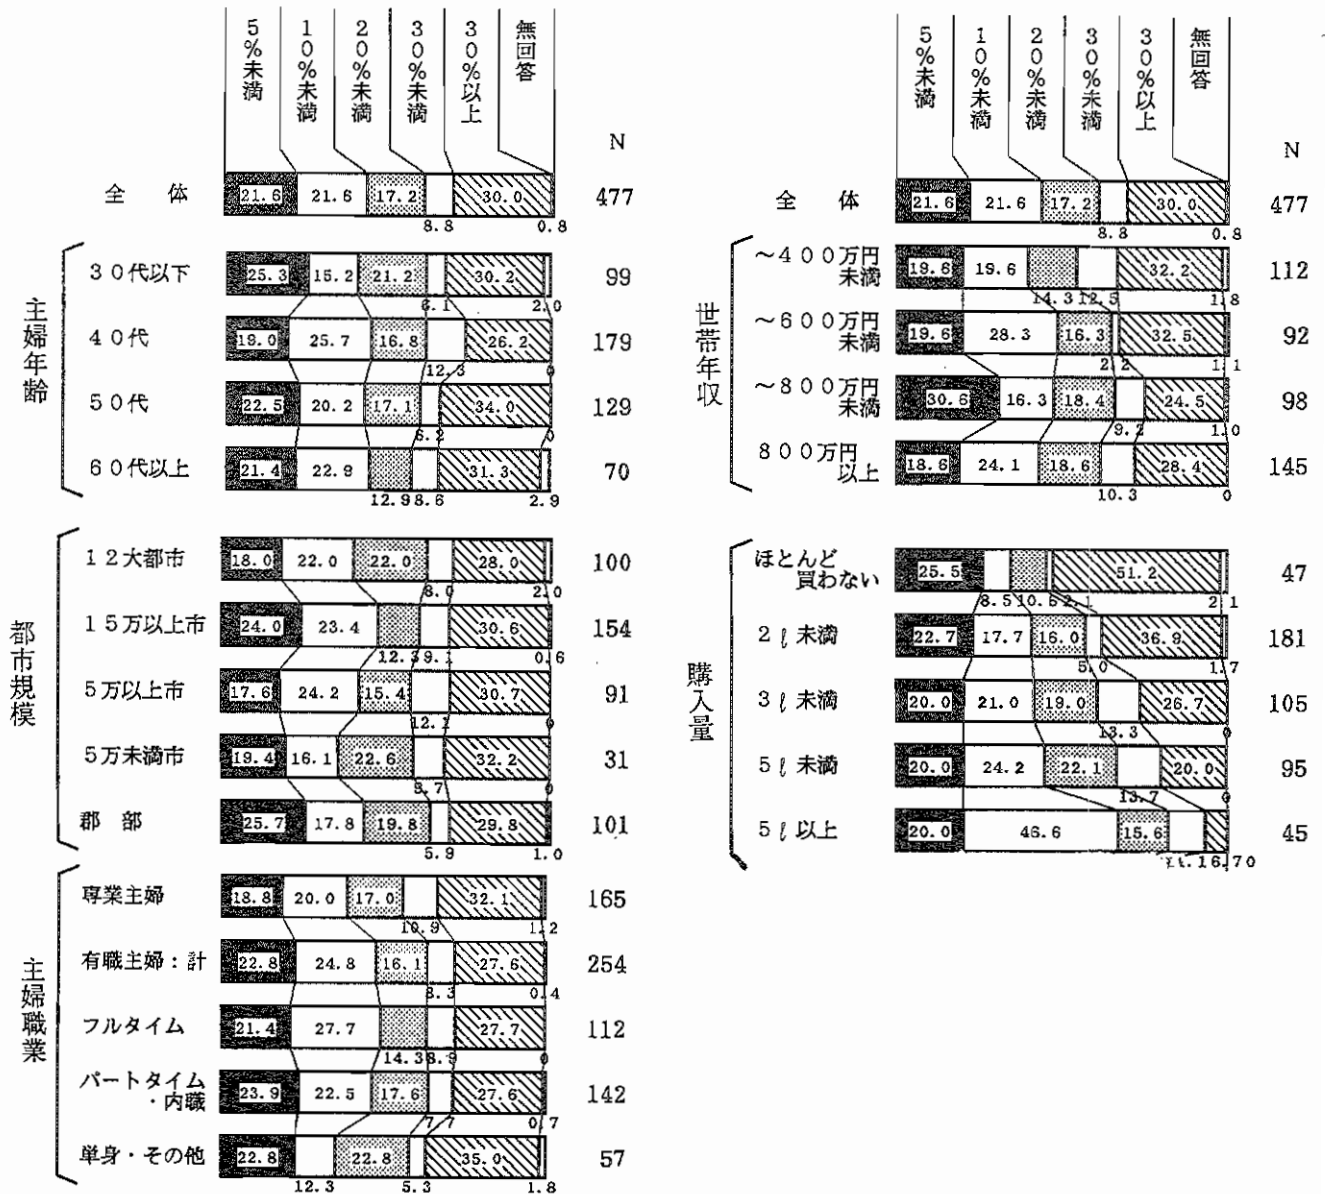 5%未満 10%未満 20%未満 30%未満 30%以上 無回答 N
全 体 21.6 21.6 17.2 8.8 30.0 0.8 477
主婦年齢
30代以下 25.3 15.2 21.2 6.1 30.2 2.0 99
40代 19.0 25.7 16.8 12.3 26.2 0 179
50代 22.5 20.2 17.1 6.2 34.0 0 129
60代以上 21.4 22.9 12.9 8.6 31.3 2.9 70
都市規模
12大都市 18.0 22.0 22.0 8.0 28.0 2.0 100
15万以上市 24.0 23.4 12.3 9.1 30.6 0.6 154
5万以上市 17.6 24.2 15.4 12.1 30.7 0 91
5万未満市 19.4 16.1 22.6 9.7 32.2 0 31
郡 部 25.7 17.8 19.8 5.9 29.8 1.0 101
主婦職業
専業主婦 18.8 20.0 17.0 10.9 32.1 1.2 165
有職主婦:計 22.8 24.8 16.1 8.3 27.6 0.4 254
フルタイム 21.4 27.7 14.3 8.9 27.7 0 112
パートタイム
・内職 23.9 22.5 17.6 7.7 27.6 0.7 142
単身・その他 22.8 12.3 22.8 5.3 35.0 1.8 57
5%未満 10%未満 20%未満 30%未満 30%以上 無回答 N
全 体 21.6 21.6 17.2 8.8 30.0 0.8 477
世帯年収
~400万円
未満 19.6 19.6 14.3 12.5 32.2 1.8 112
~600万円
未満 19.6 28.3 16.3 2.2 32.5 1.1 92
~800万円
未満 30.6 16.3 18.4 9.2 24.5 1.0 98
800万円
以上 18.6 24.1 18.6 10.3 28.4 0 145
購入量
ほとんど
買わない 25.5 8.5 10.6 2.1 51.2 2.1 47
2ℓ未満 22.7 17.7 16.0 5.0 36.9 1.7 181
3ℓ未満 20.0 21.0 19.0 13.3 26.7 0 105
5ℓ未満 20.0 24.2 22.1 13.7 20.0 0 95
5ℓ以上 20.0 46.6 15.6 6.7 0 45